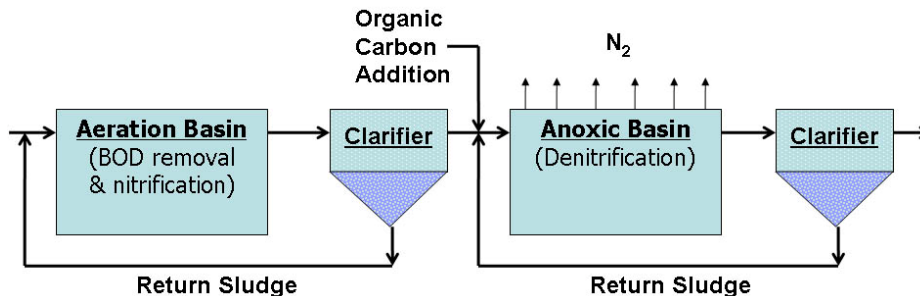 Organic
Carbon
Addition
N2
Aeration Basin
(BOD removal
& nitrification)
Clarifier
Anoxic Basin
(Denitrification)
Clarifier
Return Sludge
Return Sludge